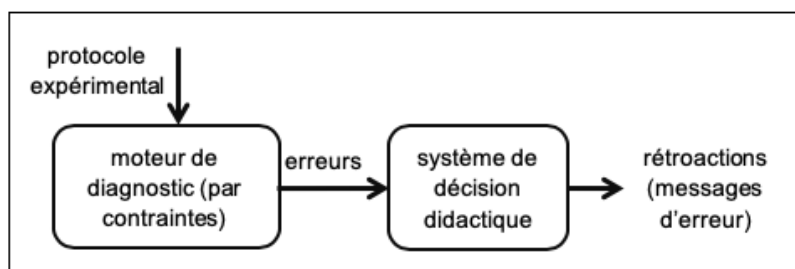 protocole
expérimental
moteur de
diagnostic (par
contraintes)
erreurs
système de
décision
didactique
rétroactions
(messages
d'erreur)